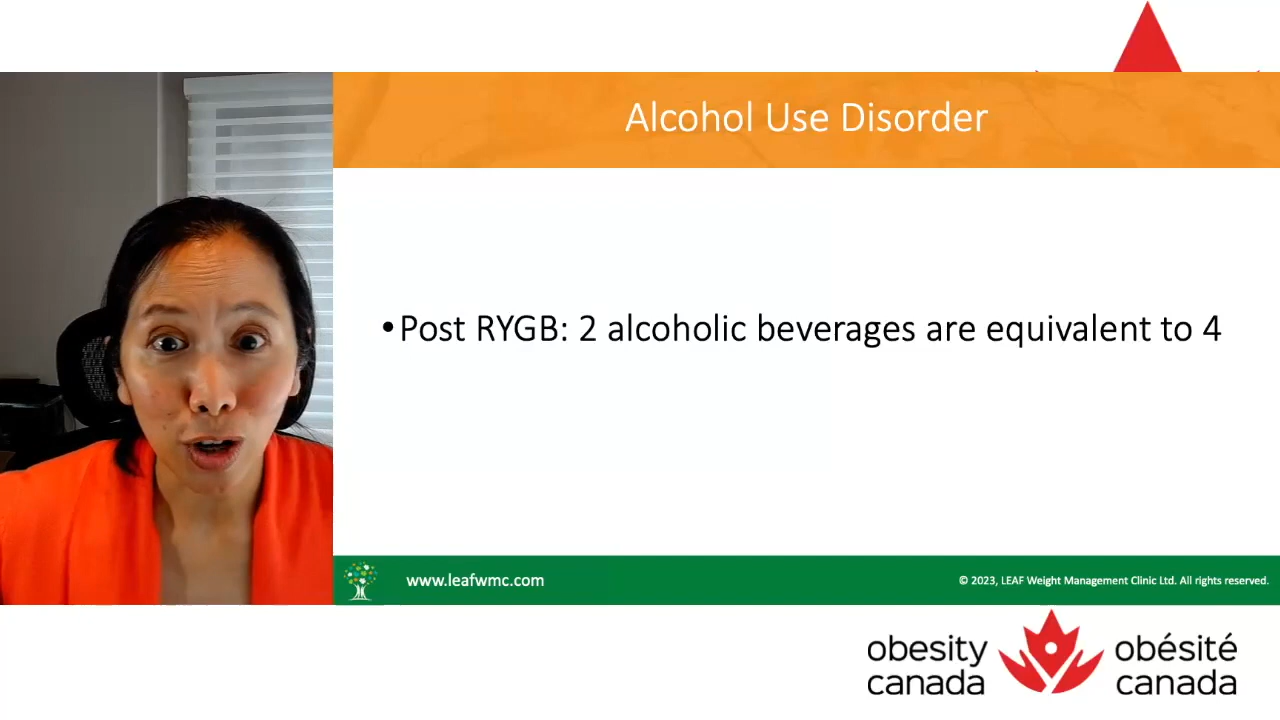 Alcohol Use Disorder
•Post RYGB: 2 alcoholic beverages are equivalent to 4
www.leafwmc.com
© 2023, LEAF Weight Management Clinic Ltd. All rights reserved.
obesity canada
obésité canada